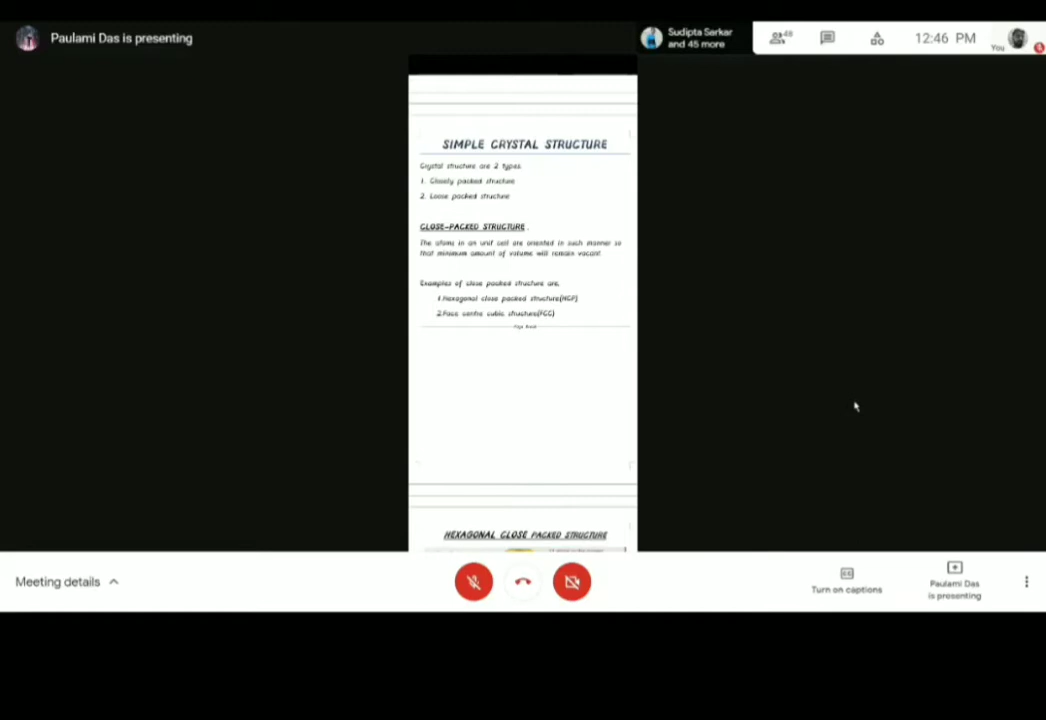 Paulami Das is presenting
Sudipta Sarkar
and 45 more
48
12:46 PM
You
SIMPLE CRYSTAL STRUCTURE
Crystal structure are 2 types.
1. Closely packed structure
2. Loose packed structure
CLOSE-PACKED STRUCTURE.
The atoms in an unit cell are oriented in such manner so
that minimum amount of volume will remain vacant.
Examples of close packed structure are,
1.Hexagonal close packed structure(HCP)
2.Face centre cubic structure(FCC)
Page Break
HEXAGONAL CLOSE PACKED STRUCTURE
Meeting details
Turn on captions
Paulami Das
is presenting